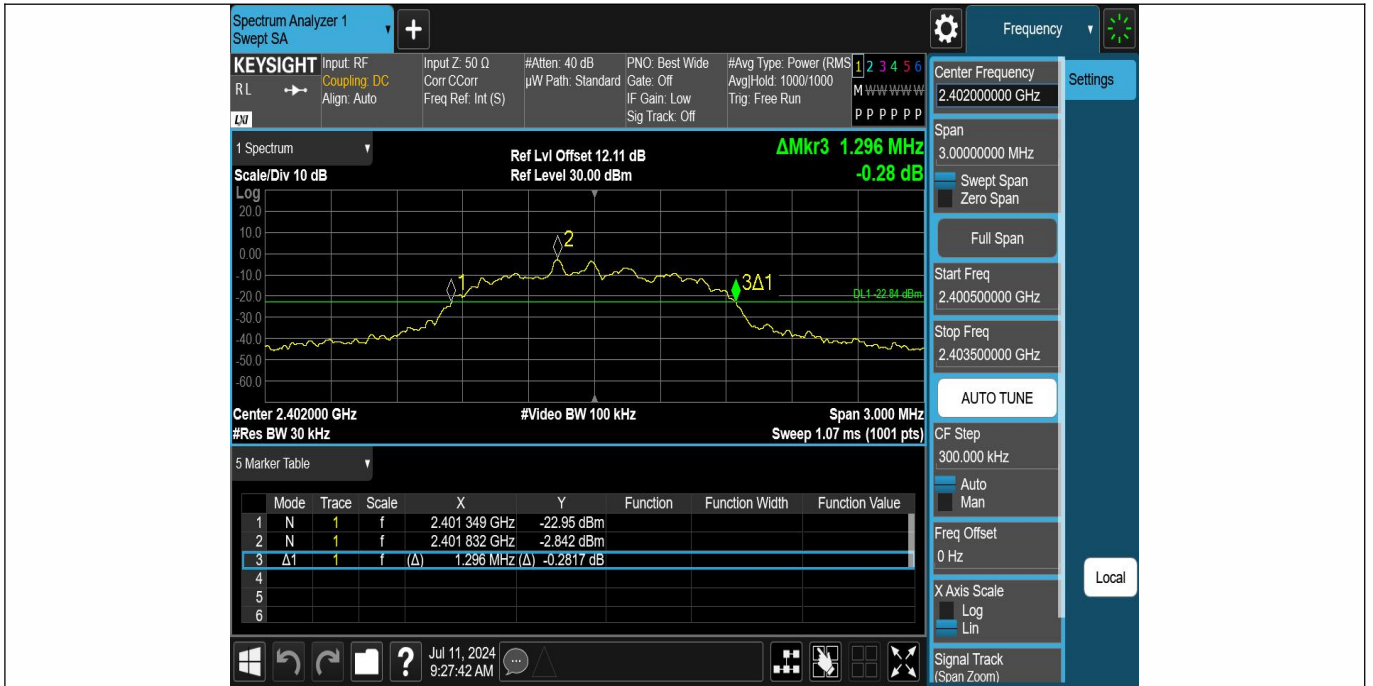 Spectrum Analyzer 1
Swept SA
+
Frequency
KEYSIGHT
RL
LXI
Input: RF
Coupling: DC
Align: Auto
Input Z: 50 Ω
Corr CCorr
Freq Ref: Int (S)
#Atten: 40 dB
µW Path: Standard
PNO: Best Wide
Gate: Off
IF Gain: Low
Sig Track: Off
#Avg Type: Power (RMS
Avg|Hold: 1000/1000
Trig: Free Run
1 2 3 4 5 6
M W W W W W
P P P P P P
1 Spectrum
Scale/Div 10 dB
Ref Lvl Offset 12.11 dB
Ref Level 30.00 dBm
ΔMkr3 1.296 MHz
-0.28 dB
Log
20.0
10.0
0.00
-10.0
-20.0
-30.0
-40.0
-50.0
-60.0
1
2
3Δ1
DL1 -22.84 dBm
Center 2.402000 GHz
#Res BW 30 kHz
#Video BW 100 kHz
Span 3.000 MHz
Sweep 1.07 ms (1001 pts)
5 Marker Table
Mode Trace Scale X Y Function Function Width Function Value
1 N 1 f 2.401 349 GHz -22.95 dBm
2 N 1 f 2.401 832 GHz -2.842 dBm
3 Δ1 1 f (Δ) 1.296 MHz (Δ) -0.2817 dB
4
5
6
?
Jul 11, 2024
9:27:42 AM
Center Frequency
2.402000000 GHz
Settings
Span
3.00000000 MHz
Swept Span
Zero Span
Full Span
Start Freq
2.400500000 GHz
Stop Freq
2.403500000 GHz
AUTO TUNE
CF Step
300.000 kHz
Auto
Man
Freq Offset
0 Hz
X Axis Scale
Log
Lin
Signal Track
(Span Zoom)
Local